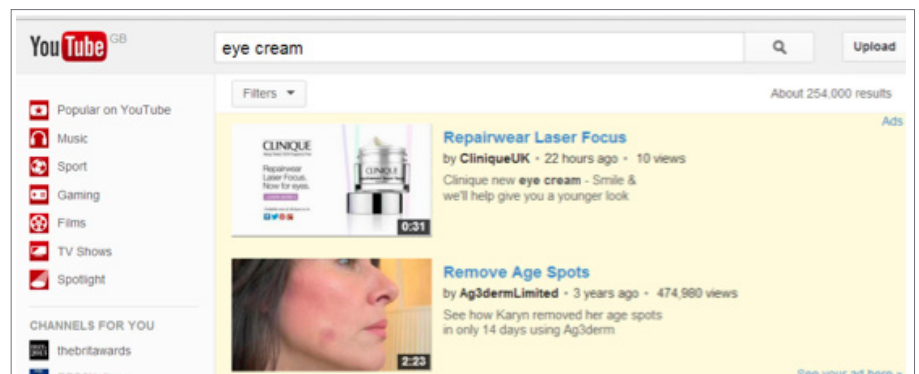 YouTube GB
eye cream
Upload
Filters
About 254,000 results
Popular on YouTube
Music
Sport
Gaming
Films
TV Shows
Spotlight
CHANNELS FOR YOU
thebritawards
Ads
CLINIQUE
Repairwear
Laser Focus.
Now for eyes.
CLINIQUE
0:31
Repairwear Laser Focus
by CliniqueUK • 22 hours ago • 10 views
Clinique new eye cream - Smile &
we'll help give you a younger look
2:23
Remove Age Spots
by Ag3dermLimited • 3 years ago • 474,980 views
See how Karyn removed her age spots
in only 14 days using Ag3derm
See your ad here »